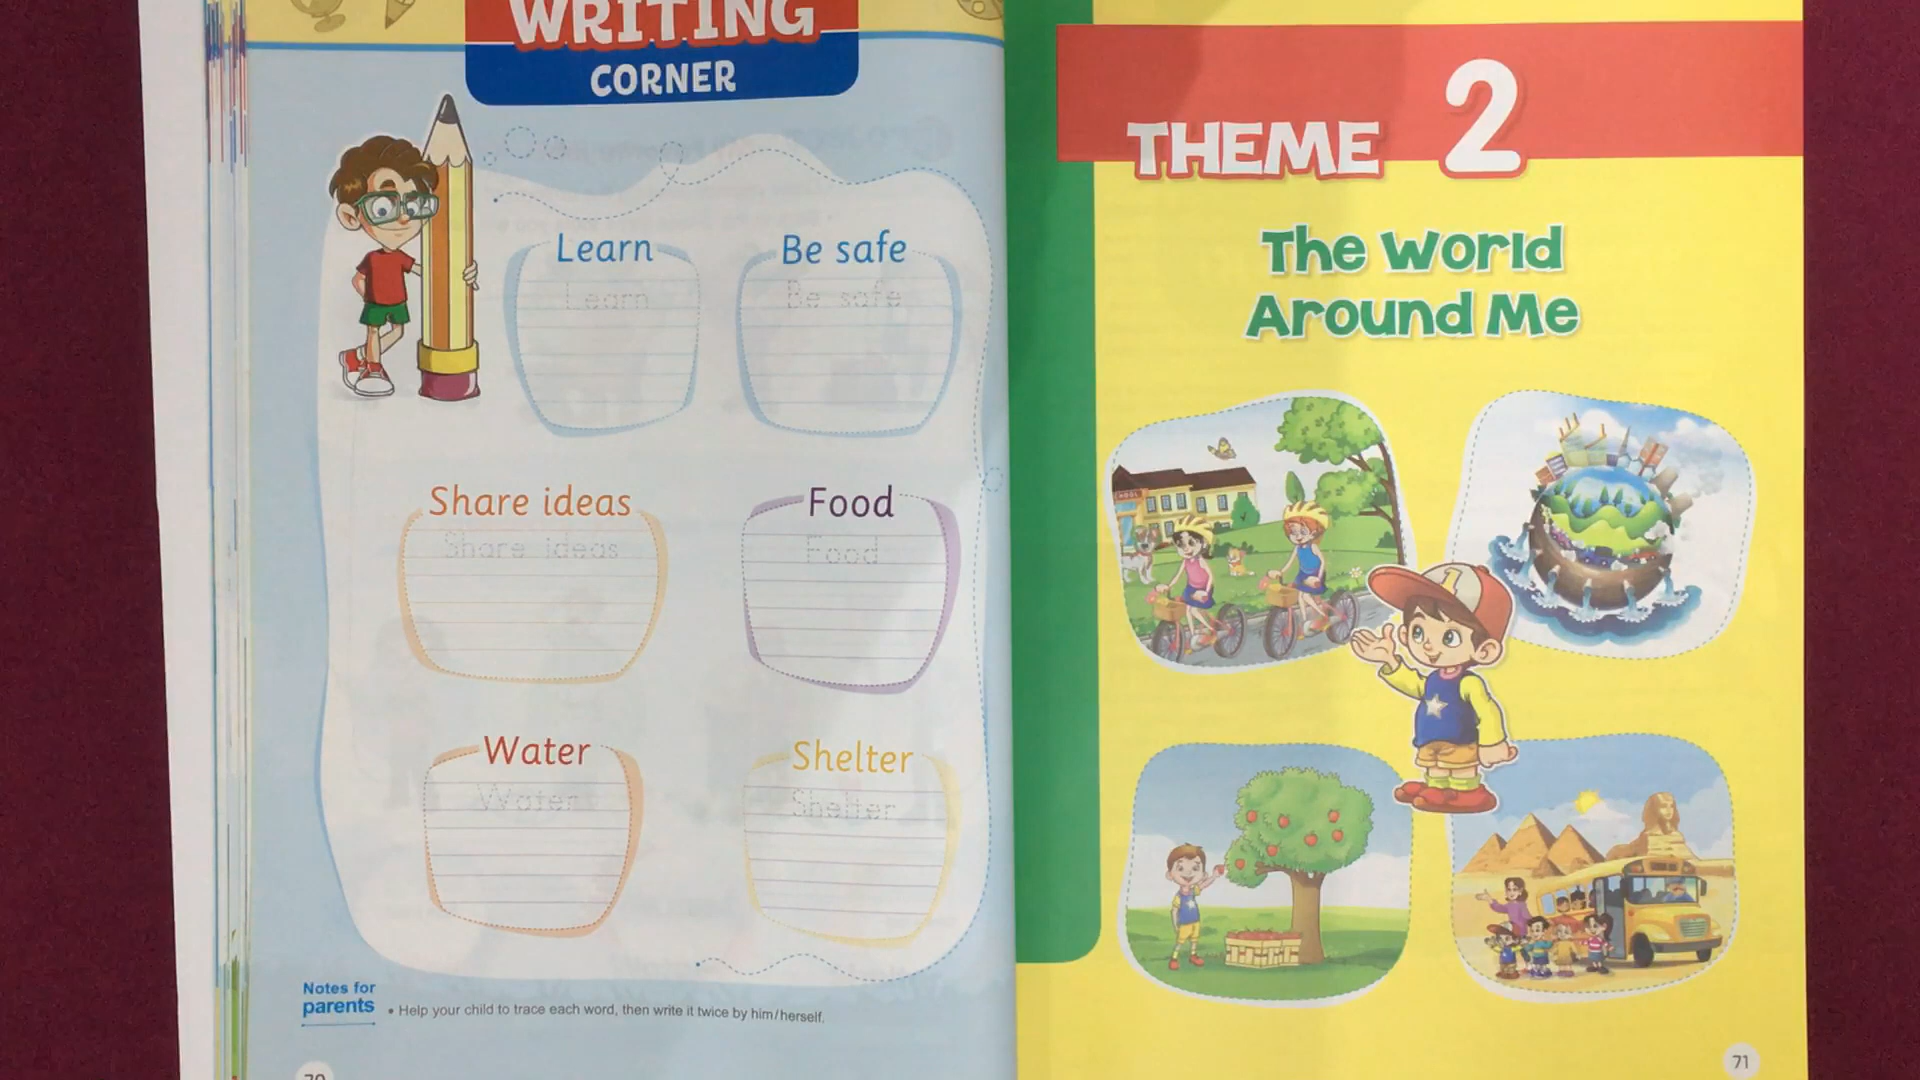 WRITING
CORNER
Learn
Learn
Be safe
Be safe
Share ideas
Share ideas
Food
Food
Water
Water
Shelter
Shelter
Notes for
parents
• Help your child to trace each word, then write it twice by him/herself.
70
THEME 2
The World
Around Me
71